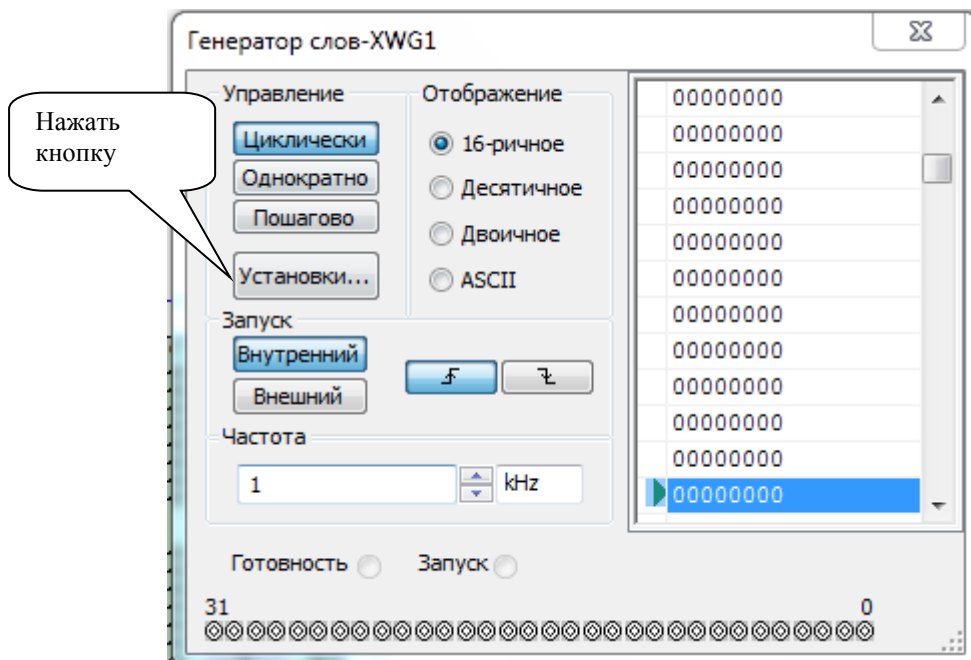 Генератор слов-XWG1
Нажать
кнопку
Управление
Циклически
Однократно
Пошагово
Установки...
Отображение
16-ричное
Десятичное
Двоичное
ASCII
Запуск
Внутренний
Внешний
Частота
1 kHz
00000000
00000000
00000000
00000000
00000000
00000000
00000000
00000000
00000000
00000000
00000000
00000000
Готовность Запуск
31 0